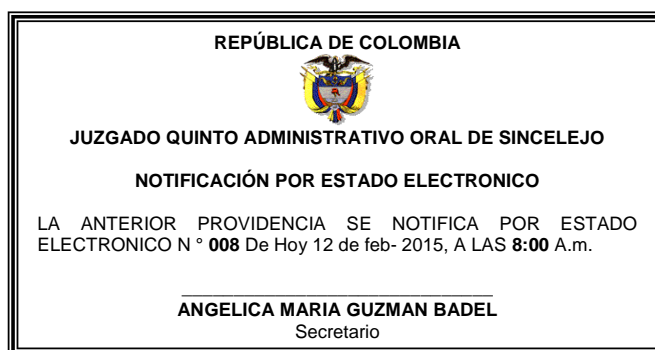 REPÚBLICA DE COLOMBIA
JUZGADO QUINTO ADMINISTRATIVO ORAL DE SINCELEJO
NOTIFICACIÓN POR ESTADO ELECTRONICO
LA ANTERIOR PROVIDENCIA SE NOTIFICA POR ESTADO
ELECTRONICO N ° 008 De Hoy 12 de feb- 2015, A LAS 8:00 A.m.
ANGELICA MARIA GUZMAN BADEL
Secretario